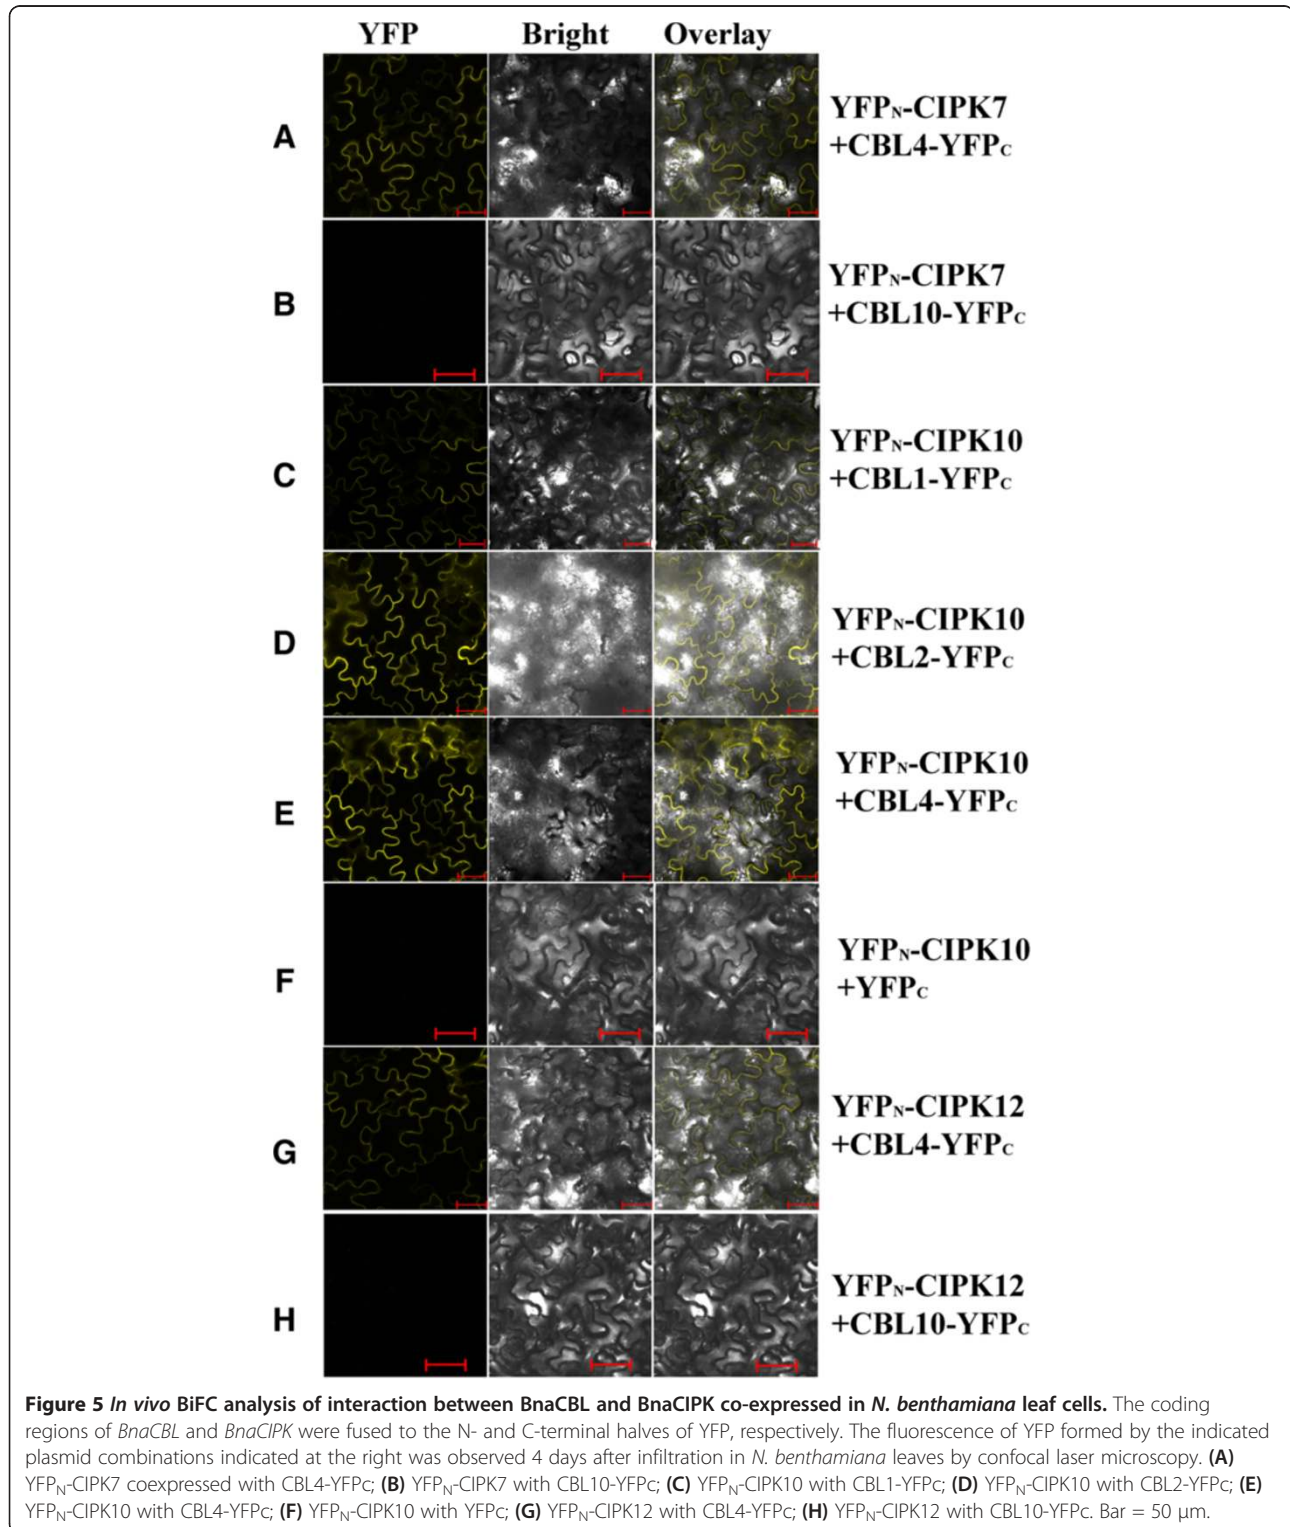 YFP Bright Overlay
A
YFPN-CIPK7
+CBL4-YFPC
B
YFPN-CIPK7
+CBL10-YFPC
C
YFPN-CIPK10
+CBL1-YFPC
D
YFPN-CIPK10
+CBL2-YFPC
E
YFPN-CIPK10
+CBL4-YFPC
F
YFPN-CIPK10
+YFPC
G
YFPN-CIPK12
+CBL4-YFPC
H
YFPN-CIPK12
+CBL10-YFPC
Figure 5 In vivo BiFC analysis of interaction between BnaCBL and BnaCIPK co-expressed in N. benthamiana leaf cells. The coding
regions of BnaCBL and BnaCIPK were fused to the N- and C-terminal halves of YFP, respectively. The fluorescence of YFP formed by the indicated
plasmid combinations indicated at the right was observed 4 days after infiltration in N. benthamiana leaves by confocal laser microscopy. (A)
YFPN-CIPK7 coexpressed with CBL4-YFPc; (B) YFPN-CIPK7 with CBL10-YFPc; (C) YFPN-CIPK10 with CBL1-YFPc; (D) YFPN-CIPK10 with CBL2-YFPc; (E)
YFPN-CIPK10 with CBL4-YFPc; (F) YFPN-CIPK10 with YFPc; (G) YFPN-CIPK12 with CBL4-YFPc; (H) YFPN-CIPK12 with CBL10-YFPc. Bar = 50 μm.